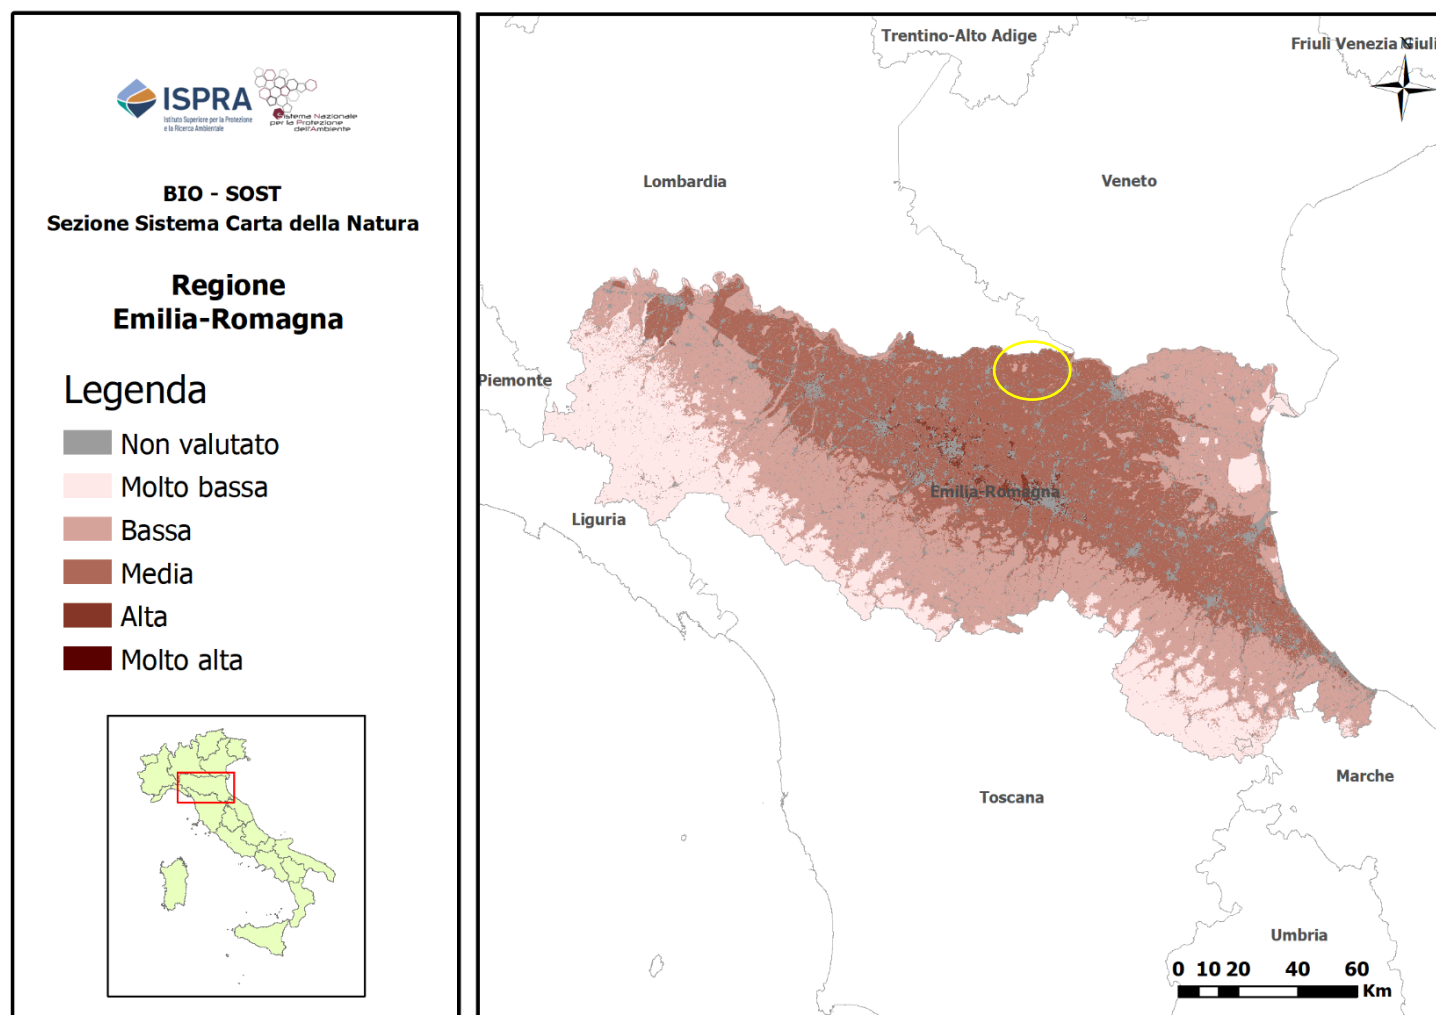 ISPRA
Istituto Superiore per la Protezione
e la Ricerca Ambientale
Sistema Nazionale
per la Protezione
dell'Ambiente
BIO - SOST
Sezione Sistema Carta della Natura
Regione
Emilia-Romagna
Legenda
Non valutato
Molto bassa
Bassa
Media
Alta
Molto alta
Trentino-Alto Adige
Friuli Venezia Giuli
N
Lombardia
Veneto
Piemonte
Emilia-Romagna
Liguria
Marche
Toscana
Umbria
0 10 20 40 60
Km